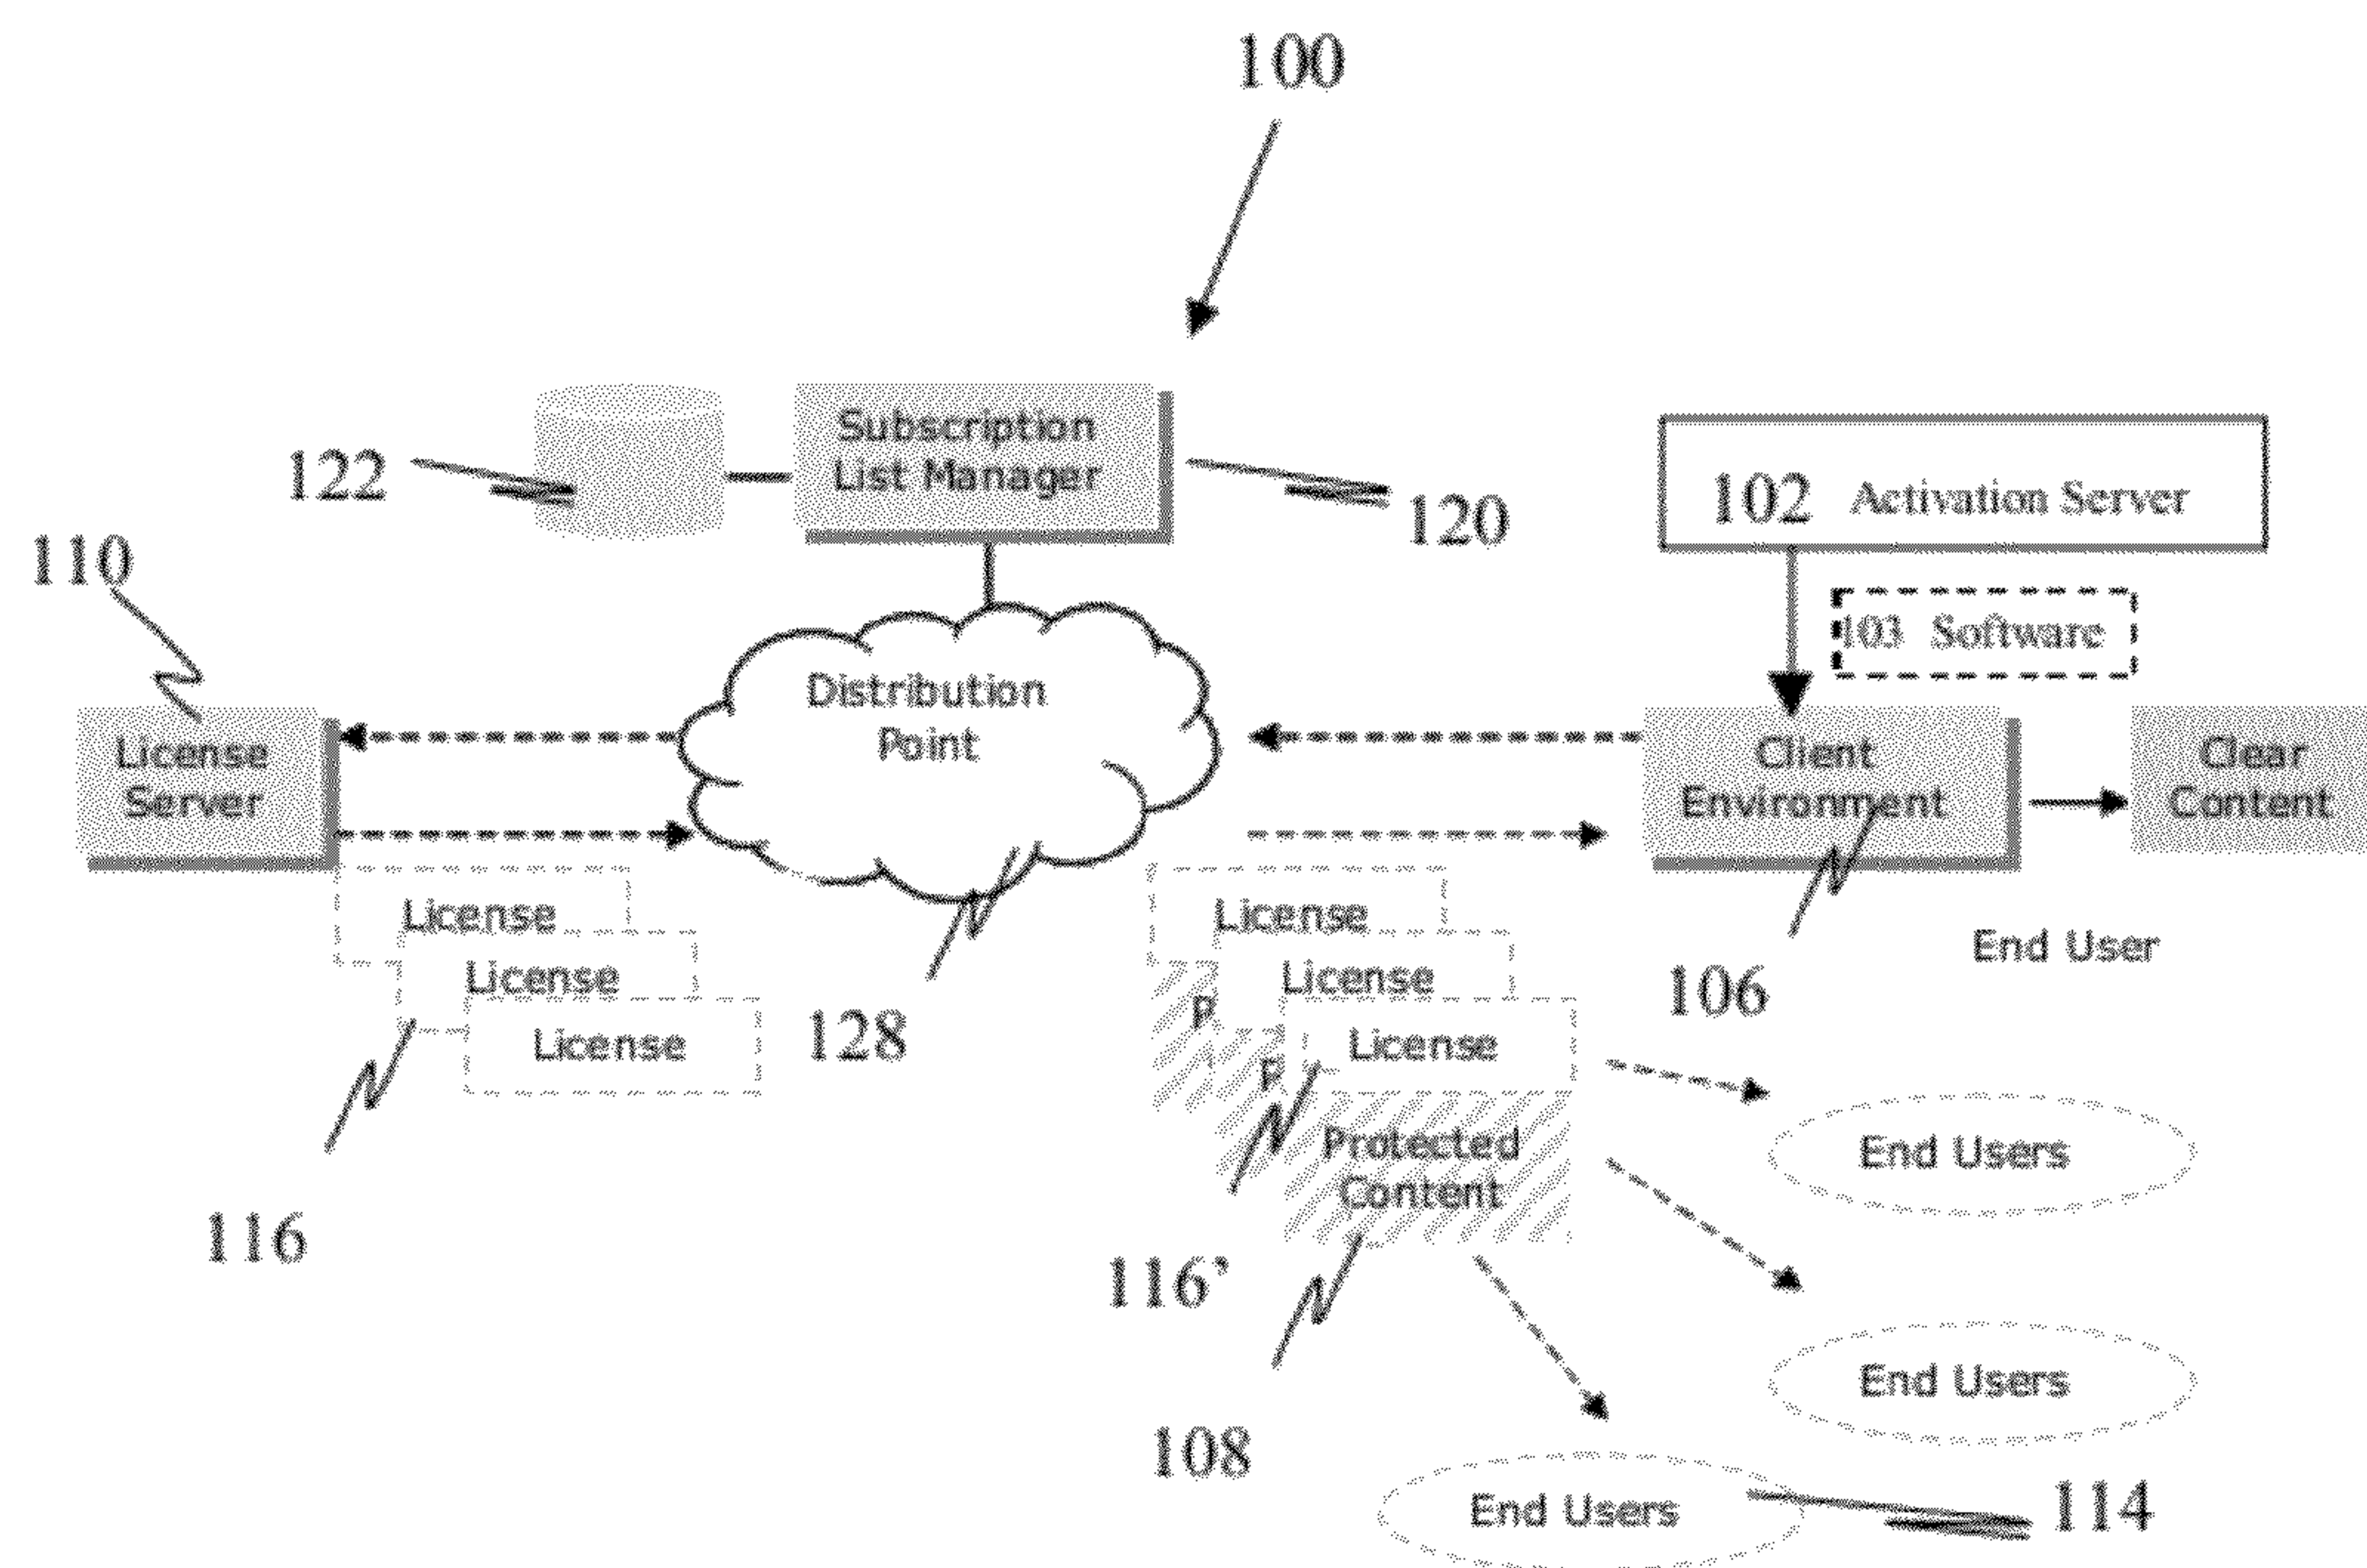 100
Subscription
List Manager
122
120
102 Activation Server
110
103 Software
Distribution
Point
License
Server
Client
Environment
Clear
Content
License
License
License
License
License
License
End User
106
128
P
P
Protected
Content
End Users
116
116’
End Users
108
End Users
114